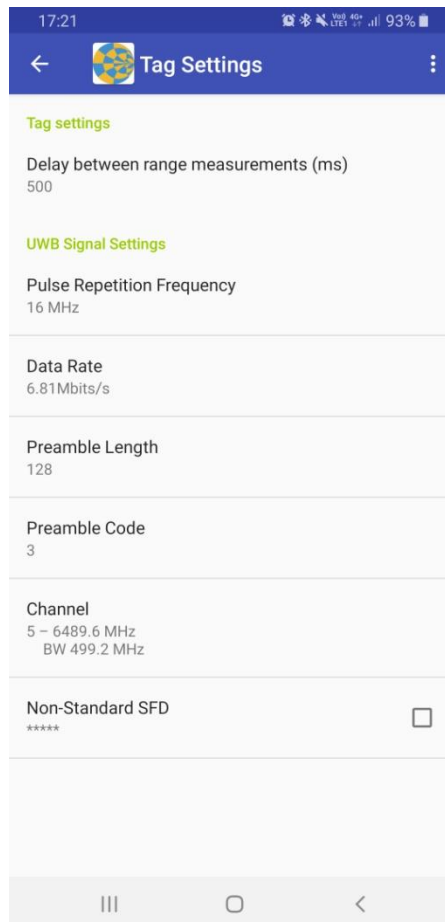 17:21
93%
Tag Settings
Tag settings
Delay between range measurements (ms)
500
UWB Signal Settings
Pulse Repetition Frequency
16 MHz
Data Rate
6.81Mbits/s
Preamble Length
128
Preamble Code
3
Channel
5 – 6489.6 MHz
BW 499.2 MHz
Non-Standard SFD
*****